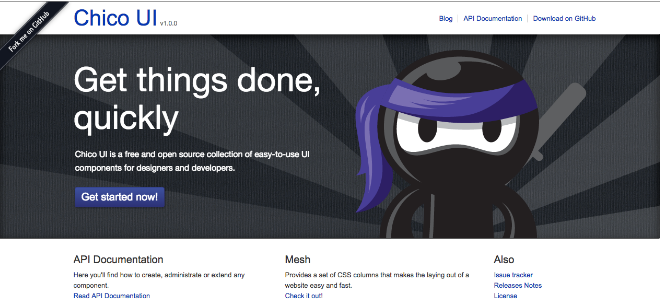 Fork me on GitHub
Chico UI v1.0.0
Blog | API Documentation | Download on GitHub
Get things done,
quickly
Chico UI is a free and open source collection of easy-to-use UI
components for designers and developers.
Get started now!
API Documentation
Here you'll find how to create, administrate or extend any
component.
Read API Documentation
Mesh
Provides a set of CSS columns that makes the laying out of a
website easy and fast.
Check it out!
Also
Issue tracker
Releases Notes
License